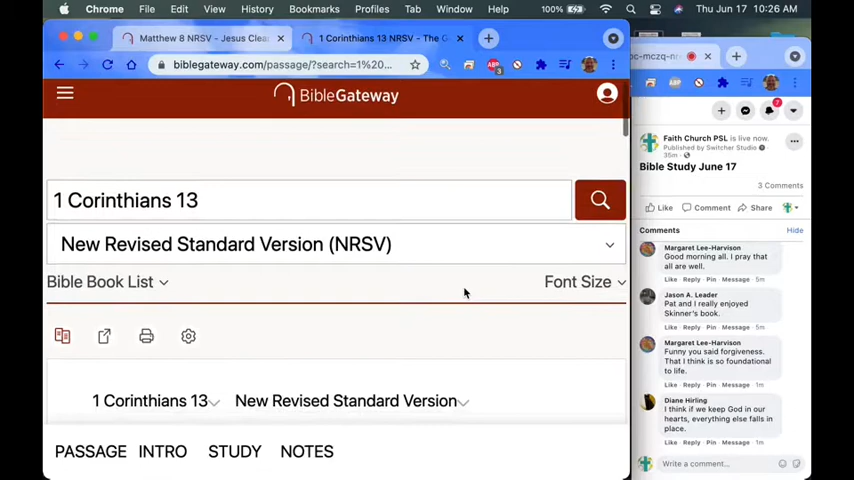 Chrome File Edit View History Bookmarks Profiles Tab Window Help 100% Thu Jun 17 10:26 AM
Matthew 8 NRSV - Jesus Clea
1 Corinthians 13 NRSV - The G
biblegateway.com/passage/?search=1%20...
BibleGateway
1 Corinthians 13
New Revised Standard Version (NRSV)
Bible Book List
Font Size
1 Corinthians 13 New Revised Standard Version
PASSAGE INTRO STUDY NOTES
Faith Church PSL is live now.
Published by Switcher Studio
35m
Bible Study June 17
3 Comments
Like Comment Share
Comments Hide
Margaret Lee-Harvison
Good morning all. I pray that
all are well.
Like Reply Pin Message 5m
Jason A. Leader
Pat and I really enjoyed
Skinner's book.
Like · Reply · Pin · Message · 5m
Margaret Lee-Harvison
Funny you said forgiveness.
That I think is so foundational
to life.
Like · Reply · Pin · Message · 1m
Diane Hirling
I think if we keep God in our
hearts, everything else falls in
place.
Like · Reply · Pin · Message · 1m
Write a comment...